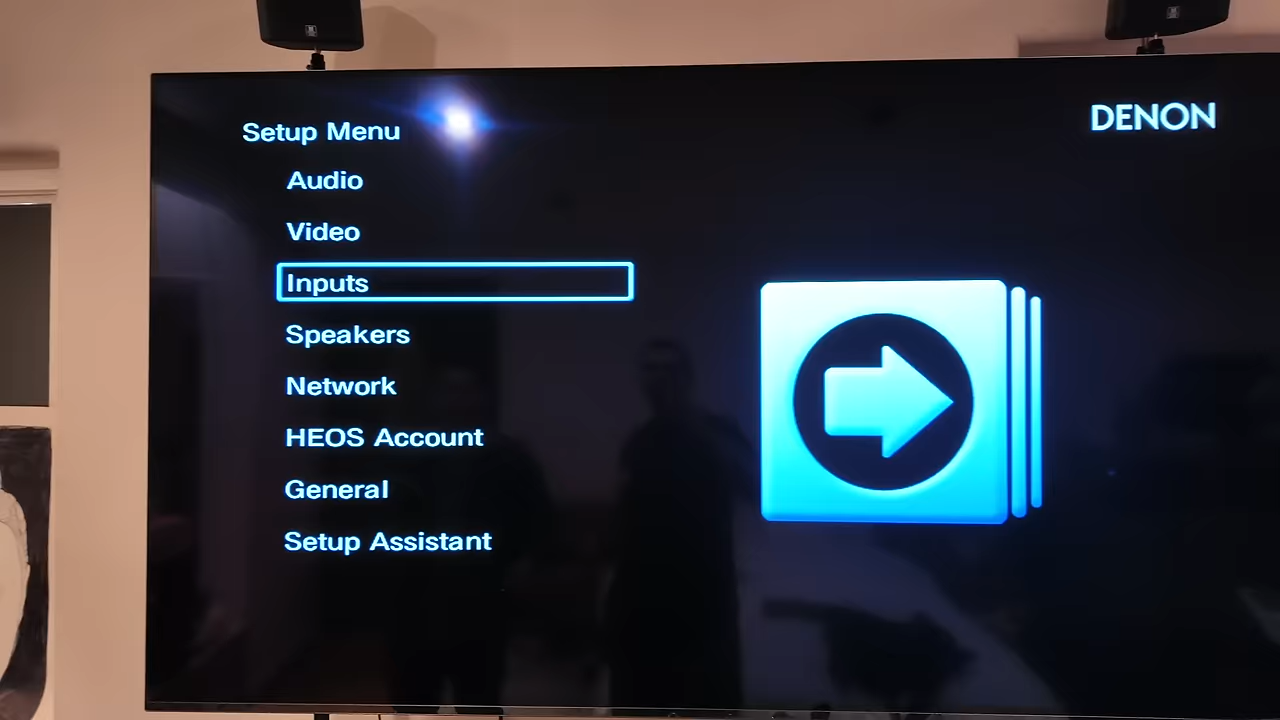 Setup Menu
DENON
Audio
Video
Inputs
Speakers
Network
HEOS Account
General
Setup Assistant